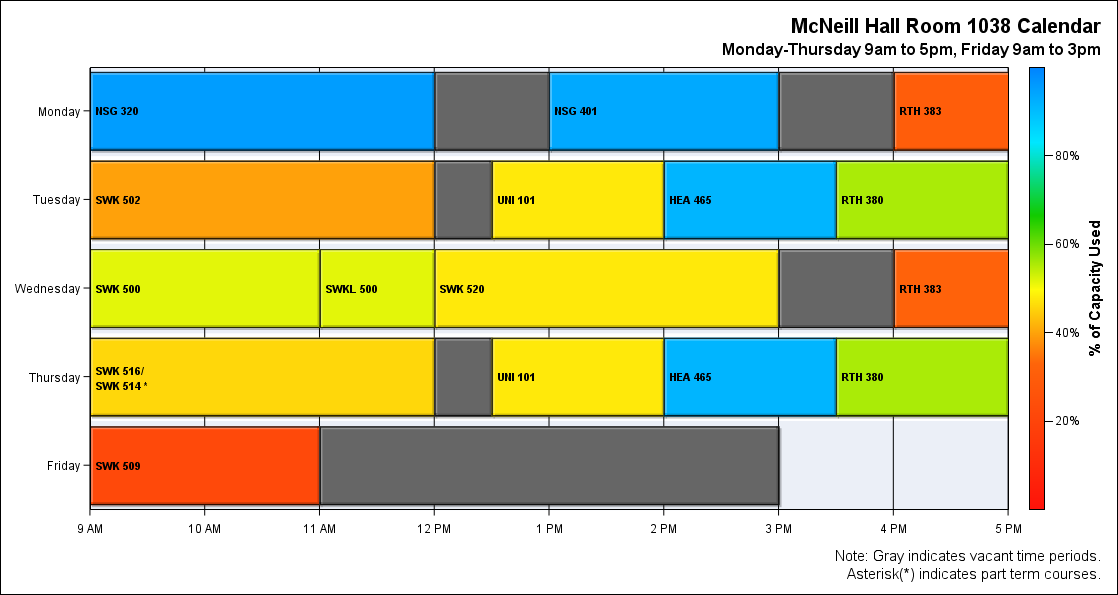 McNeill Hall Room 1038 Calendar
Monday-Thursday 9am to 5pm, Friday 9am to 3pm
Monday
NSG 320
NSG 401
RTH 383
Tuesday
SWK 502
UNI 101
HEA 465
RTH 380
Wednesday
SWK 500
SWKL 500
SWK 520
RTH 383
Thursday
SWK 516/
SWK 514 *
UNI 101
HEA 465
RTH 380
Friday
SWK 509
9 AM
10 AM
11 AM
12 PM
1 PM
2 PM
3 PM
4 PM
5 PM
80%
60%
40%
20%
% of Capacity Used
Note: Gray indicates vacant time periods.
Asterisk(*) indicates part term courses.